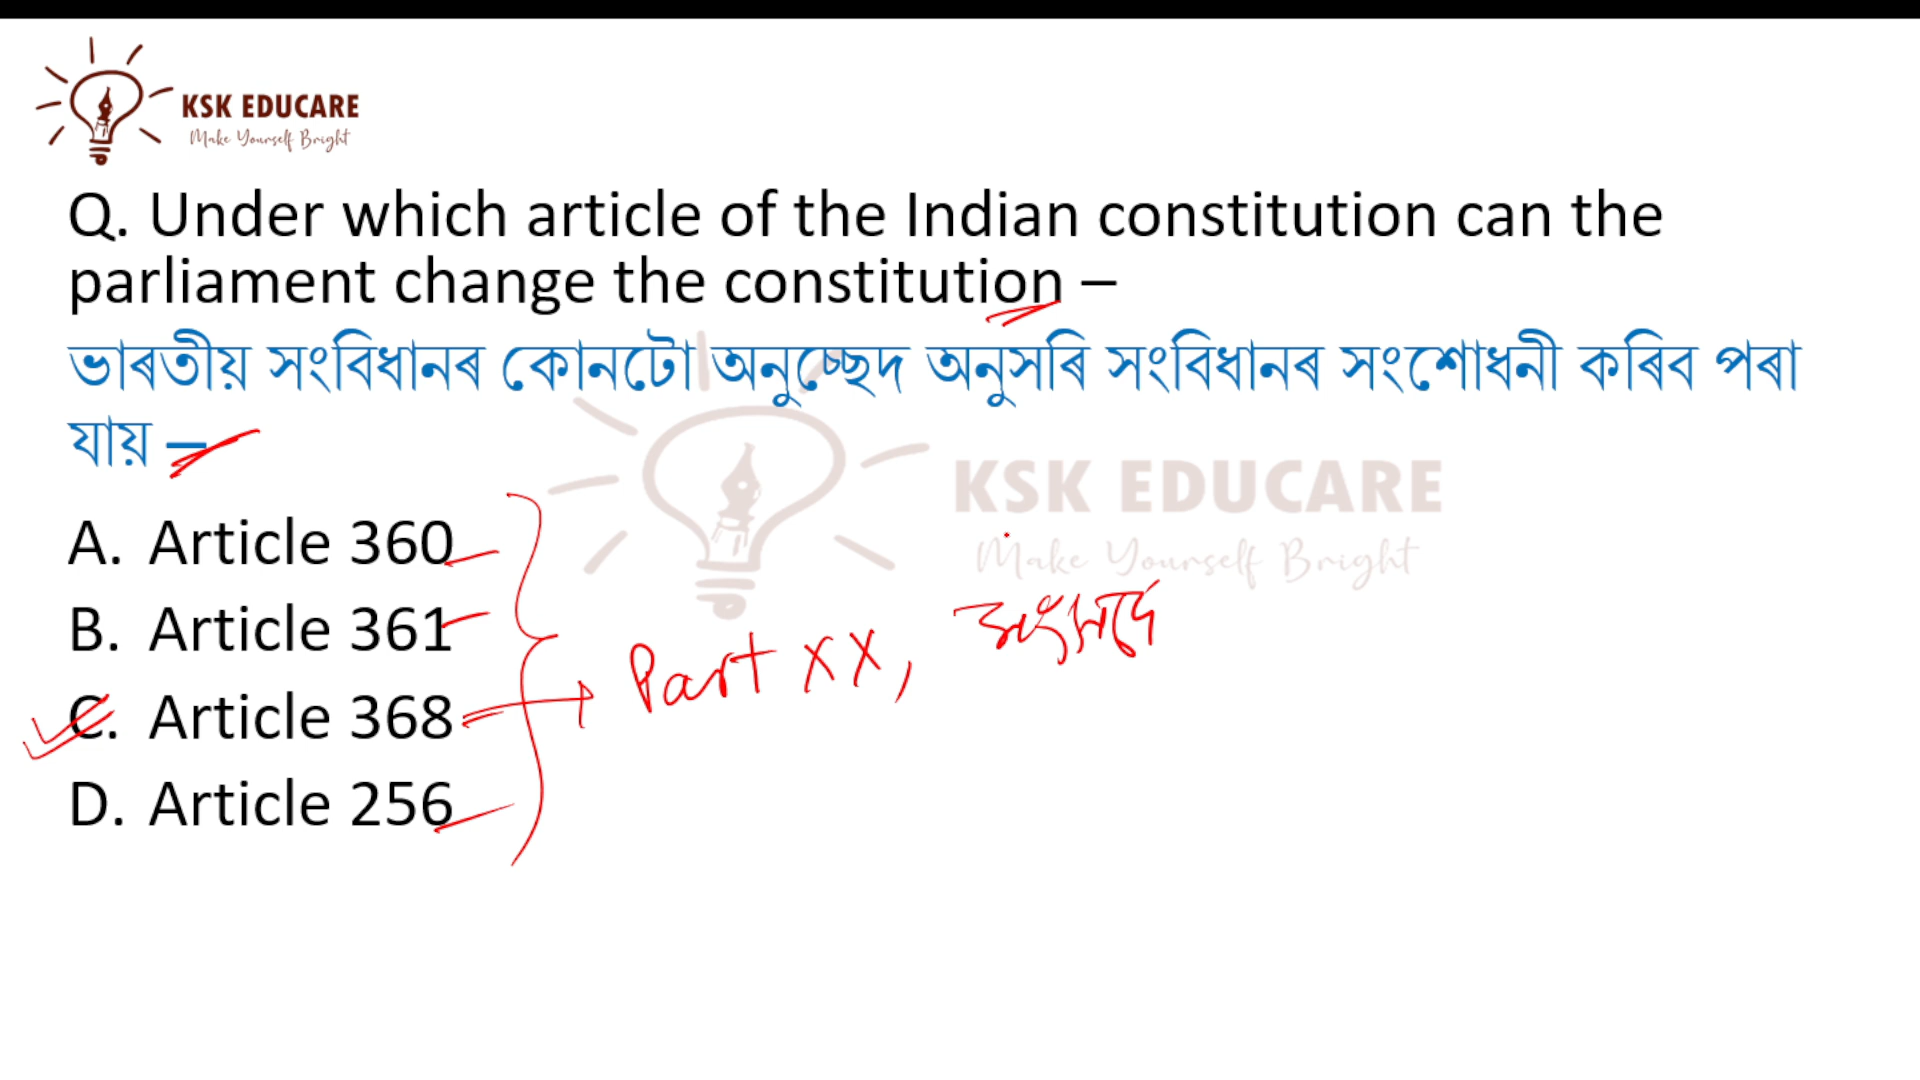 KSK EDUCARE
Make Yourself Bright
Q. Under which article of the Indian constitution can the
parliament change the constitution –
ভাৰতীয় সংবিধানৰ কোনটো অনুচ্ছেদ অনুসৰি সংবিধানৰ সংশোধনী কৰিব পৰা
যায় –
KSK EDUCARE
Make Yourself Bright
A. Article 360
B. Article 361
C. Article 368
D. Article 256
Part XX, সংসদে